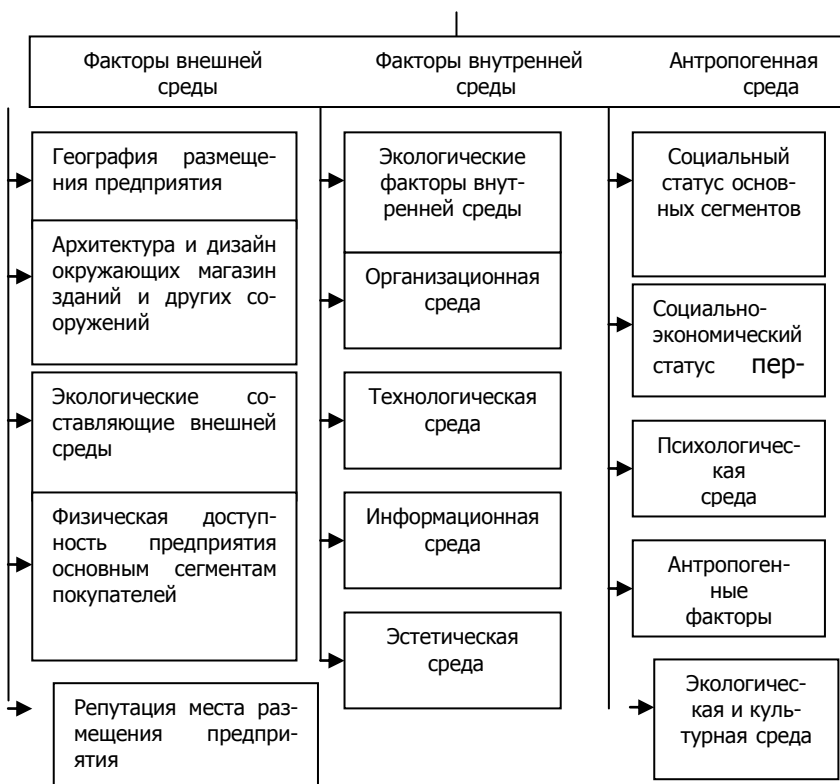 Факторы внешней
среды
Факторы внутренней
среды
Антропогенная
среда
География размеще-
ния предприятия
Архитектура и дизайн
окружающих магазин
зданий и других со-
оружений
Экологические со-
ставляющие внешней
среды
Физическая доступ-
ность предприятия
основным сегментам
покупателей
Репутация места раз-
мещения предпри-
ятия
Экологические
факторы внут-
ренней среды
Организационная
среда
Технологическая
среда
Информационная
среда
Эстетическая
среда
Социальный
статус основ-
ных сегментов
Социально-
экономический
статус пер-
Психологичес-
кая
среда
Антропоген-
ные
факторы
Экологичес-
кая и куль-
турная среда